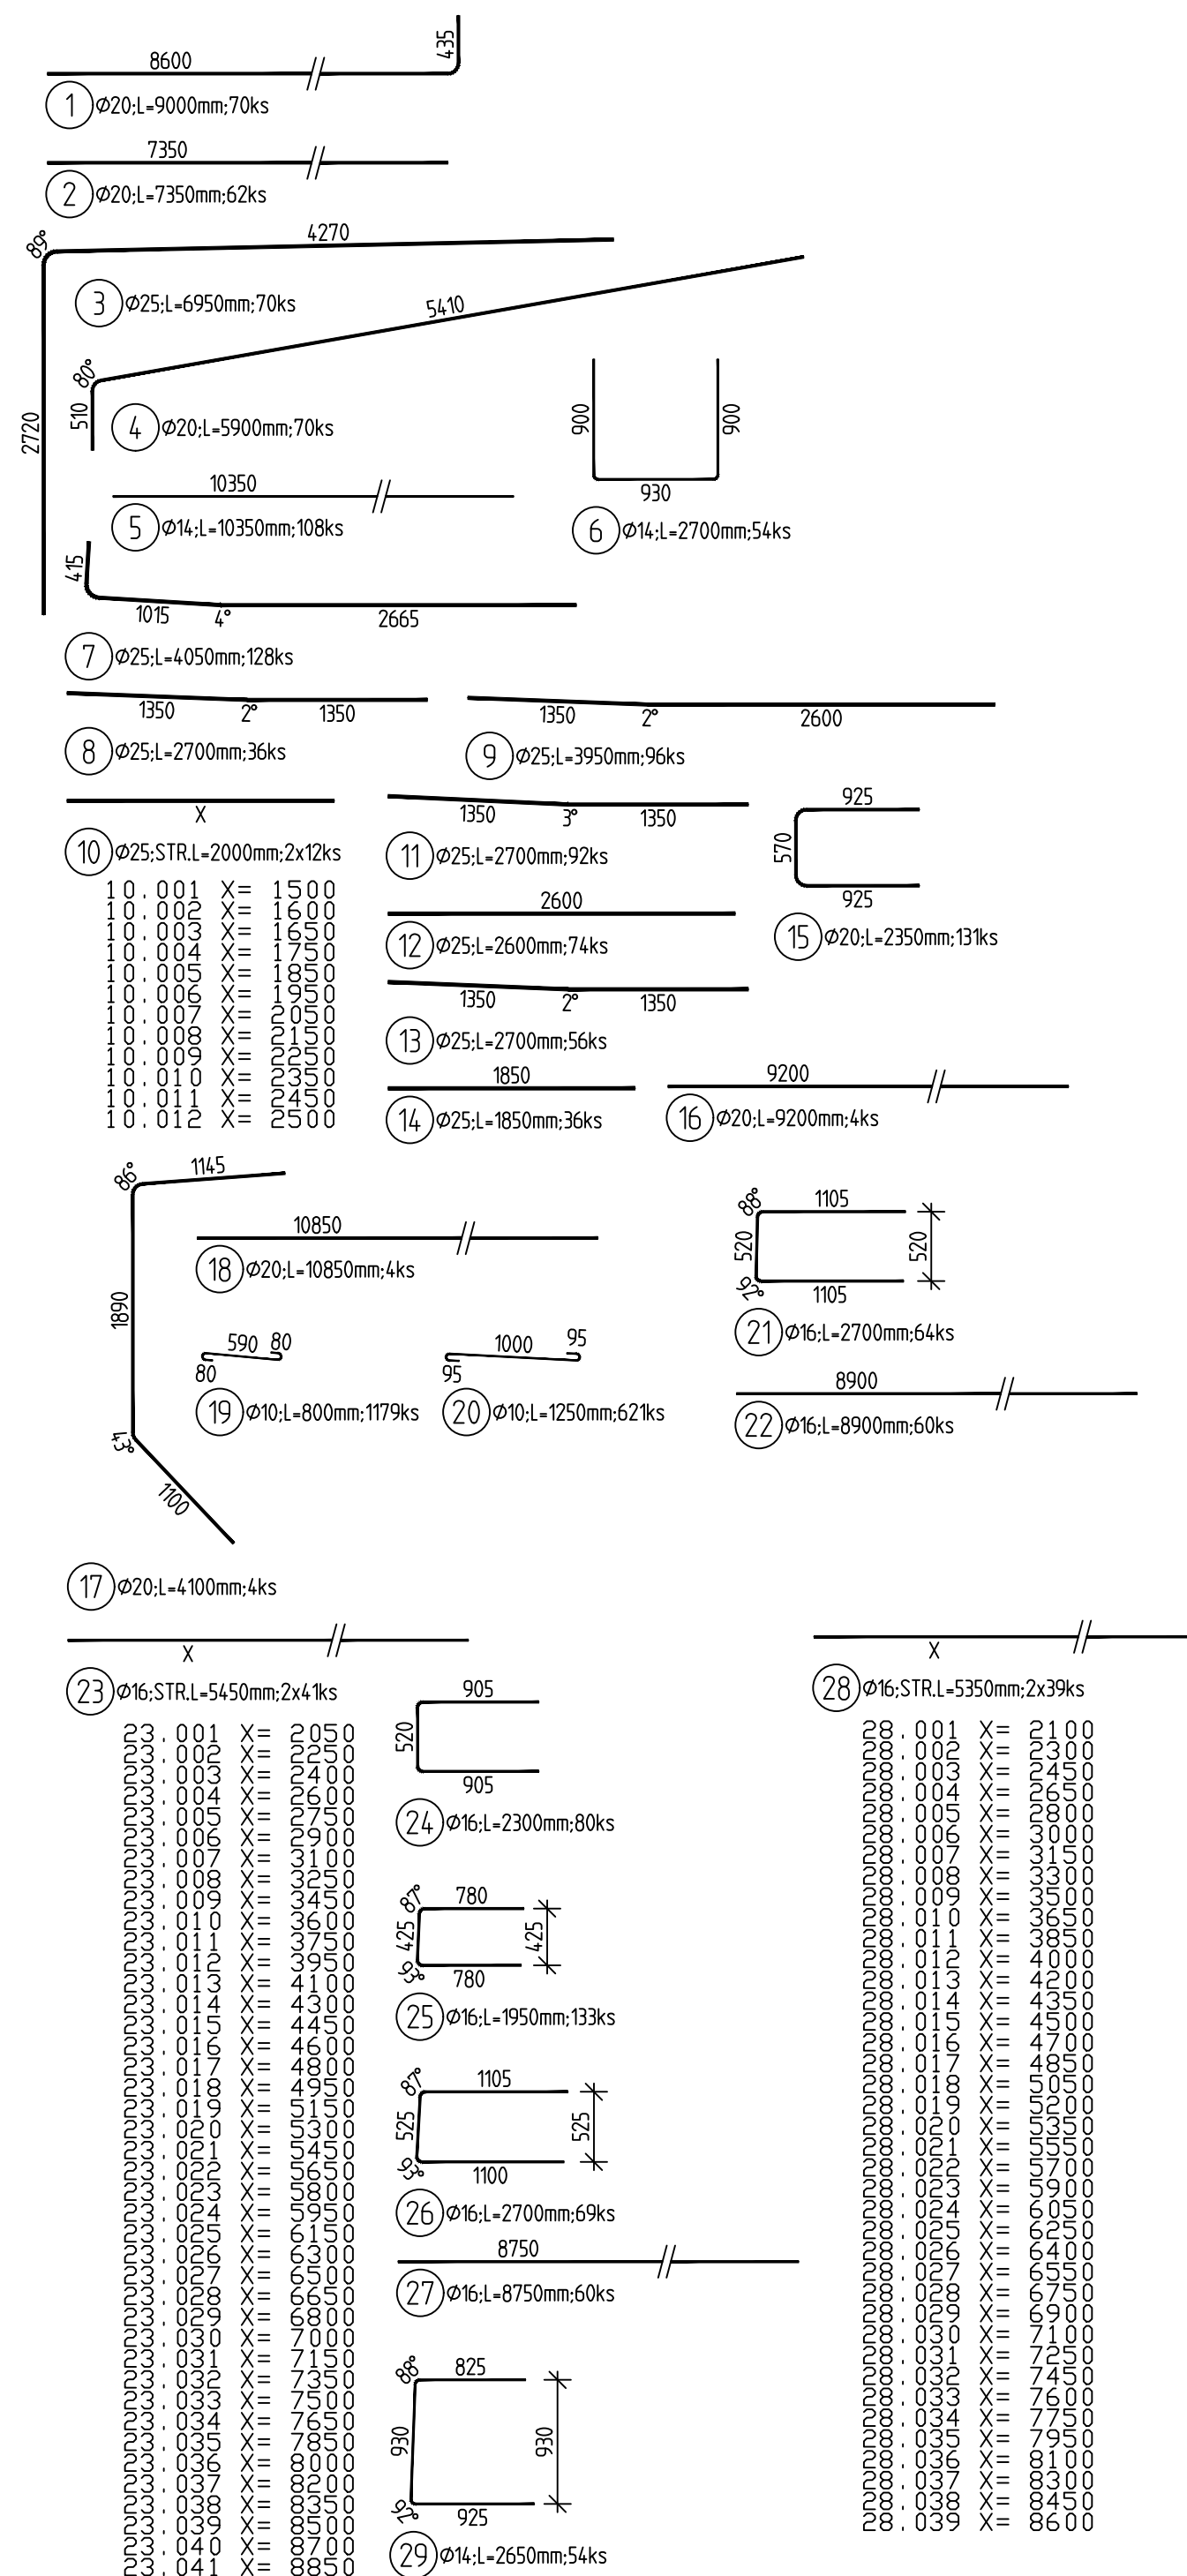 435
8600
1 Ø20;L=9000mm;70ks
7350
2 Ø20;L=7350mm;62ks
89°
4270
3 Ø25;L=6950mm;70ks
5410
80°
2720
510
4 Ø20;L=5900mm;70ks
900
900
930
10350
5 Ø14;L=10350mm;108ks
6 Ø14;L=2700mm;54ks
415
1015
4°
2665
7 Ø25;L=4050mm;128ks
1350
2°
1350
8 Ø25;L=2700mm;36ks
1350
2°
2600
9 Ø25;L=3950mm;96ks
X
10 Ø25;STR.L=2000mm;2x12ks
10.001 X= 1500
10.002 X= 1600
10.003 X= 1650
10.004 X= 1750
10.005 X= 1850
10.006 X= 1950
10.007 X= 2050
10.008 X= 2150
10.009 X= 2250
10.010 X= 2350
10.011 X= 2450
10.012 X= 2500
1350
3°
1350
11 Ø25;L=2700mm;92ks
2600
12 Ø25;L=2600mm;74ks
1350
2°
1350
13 Ø25;L=2700mm;56ks
1850
14 Ø25;L=1850mm;36ks
925
570
925
15 Ø20;L=2350mm;131ks
9200
16 Ø20;L=9200mm;4ks
86°
1145
1890
43°
1100
17 Ø20;L=4100mm;4ks
10850
18 Ø20;L=10850mm;4ks
590
80
80
19 Ø10;L=800mm;1179ks
1000
95
95
20 Ø10;L=1250mm;621ks
88°
1105
520
520
92°
1105
21 Ø16;L=2700mm;64ks
8900
22 Ø16;L=8900mm;60ks
X
23 Ø16;STR.L=5450mm;2x41ks
23.001 X= 2050
23.002 X= 2250
23.003 X= 2400
23.004 X= 2600
23.005 X= 2750
23.006 X= 2900
23.007 X= 3100
23.008 X= 3250
23.009 X= 3450
23.010 X= 3600
23.011 X= 3750
23.012 X= 3950
23.013 X= 4100
23.014 X= 4300
23.015 X= 4450
23.016 X= 4600
23.017 X= 4800
23.018 X= 4950
23.019 X= 5150
23.020 X= 5300
23.021 X= 5450
23.022 X= 5650
23.023 X= 5800
23.024 X= 5950
23.025 X= 6150
23.026 X= 6300
23.027 X= 6500
23.028 X= 6650
23.029 X= 6800
23.030 X= 7000
23.031 X= 7150
23.032 X= 7350
23.033 X= 7500
23.034 X= 7650
23.035 X= 7850
23.036 X= 8000
23.037 X= 8200
23.038 X= 8350
23.039 X= 8500
23.040 X= 8700
23.041 X= 8850
905
520
905
24 Ø16;L=2300mm;80ks
87°
780
425
425
93°
780
25 Ø16;L=1950mm;133ks
87°
1105
525
525
93°
1100
26 Ø16;L=2700mm;69ks
8750
27 Ø16;L=8750mm;60ks
88°
825
930
930
92°
925
29 Ø14;L=2650mm;54ks
X
28 Ø16;STR.L=5350mm;2x39ks
28.001 X= 2100
28.002 X= 2300
28.003 X= 2450
28.004 X= 2650
28.005 X= 2800
28.006 X= 3000
28.007 X= 3150
28.008 X= 3300
28.009 X= 3500
28.010 X= 3650
28.011 X= 3850
28.012 X= 4000
28.013 X= 4200
28.014 X= 4350
28.015 X= 4500
28.016 X= 4700
28.017 X= 4850
28.018 X= 5050
28.019 X= 5200
28.020 X= 5350
28.021 X= 5550
28.022 X= 5700
28.023 X= 5900
28.024 X= 6050
28.025 X= 6250
28.026 X= 6400
28.027 X= 6550
28.028 X= 6750
28.029 X= 6900
28.030 X= 7100
28.031 X= 7250
28.032 X= 7450
28.033 X= 7600
28.034 X= 7750
28.035 X= 7950
28.036 X= 8100
28.037 X= 8300
28.038 X= 8450
28.039 X= 8600